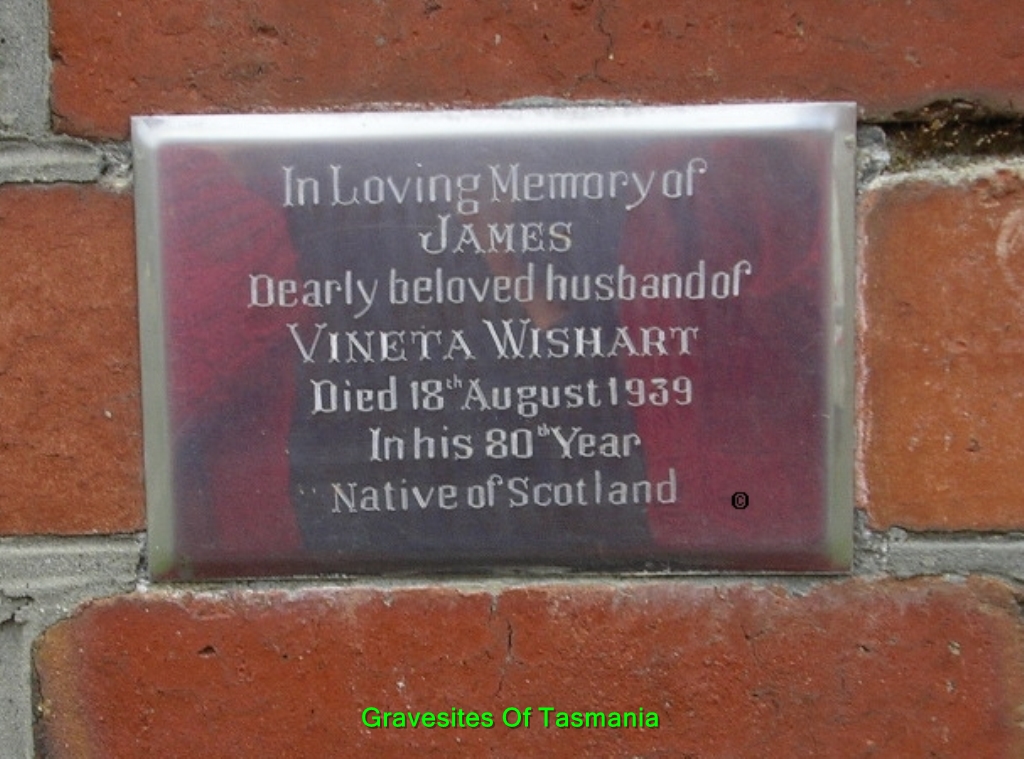 In Loving Memory of
JAMES
Dearly beloved husband of
VINETA WISHART
Died 18th August 1939
In his 80th Year
Native of Scotland
©
Gravesites Of Tasmania